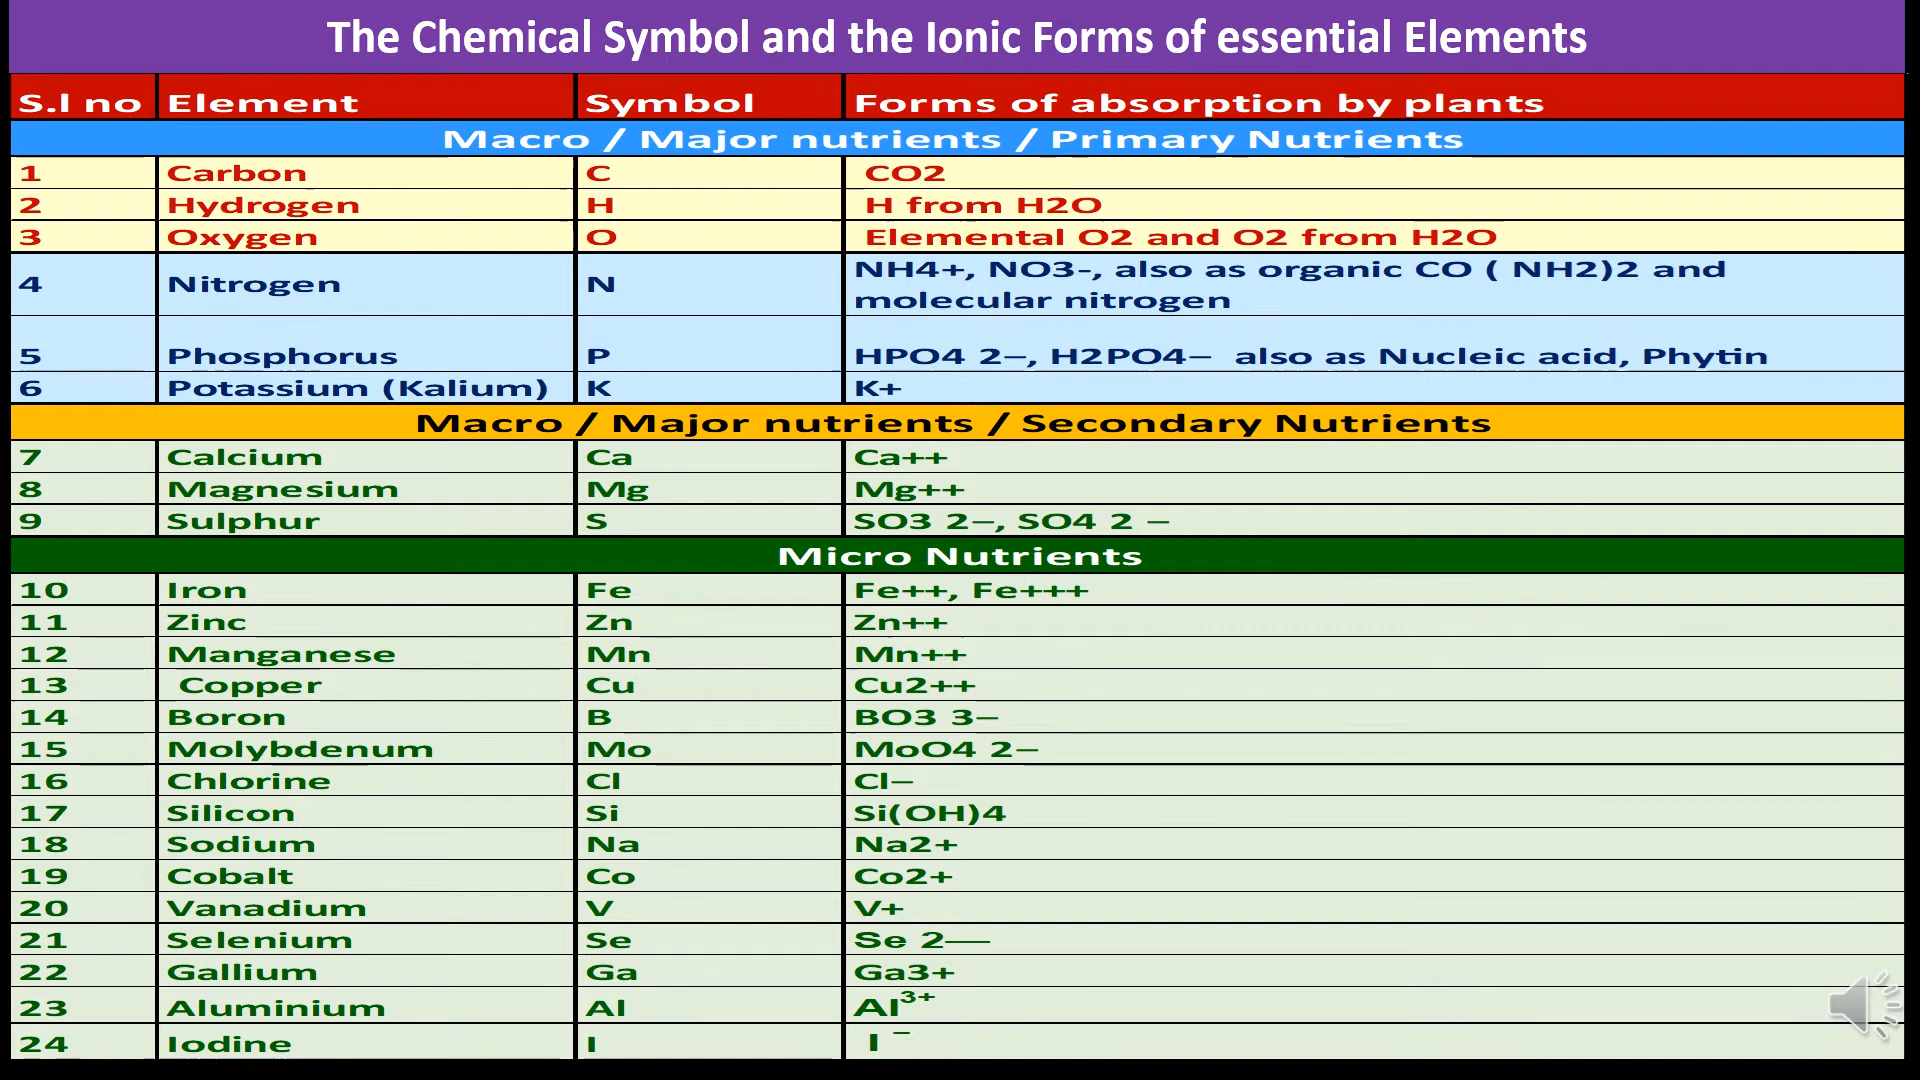 The Chemical Symbol and the Ionic Forms of essential Elements
S.l no Element Symbol Forms of absorption by plants
Macro / Major nutrients / Primary Nutrients
1 Carbon C CO2
2 Hydrogen H H from H2O
3 Oxygen O Elemental O2 and O2 from H2O
4 Nitrogen N NH4+, NO3-, also as organic CO ( NH2)2 and
molecular nitrogen
5 Phosphorus P HPO4 2–, H2PO4– also as Nucleic acid, Phytin
6 Potassium (Kalium) K K+
Macro / Major nutrients / Secondary Nutrients
7 Calcium Ca Ca++
8 Magnesium Mg Mg++
9 Sulphur S SO3 2–, SO4 2 –
Micro Nutrients
10 Iron Fe Fe++, Fe+++
11 Zinc Zn Zn++
12 Manganese Mn Mn++
13 Copper Cu Cu2++
14 Boron B BO3 3–
15 Molybdenum Mo MoO4 2–
16 Chlorine Cl Cl–
17 Silicon Si Si(OH)4
18 Sodium Na Na2+
19 Cobalt Co Co2+
20 Vanadium V V+
21 Selenium Se Se 2––
22 Gallium Ga Ga3+
23 Aluminium Al Al³⁺
24 Iodine I I ⁻